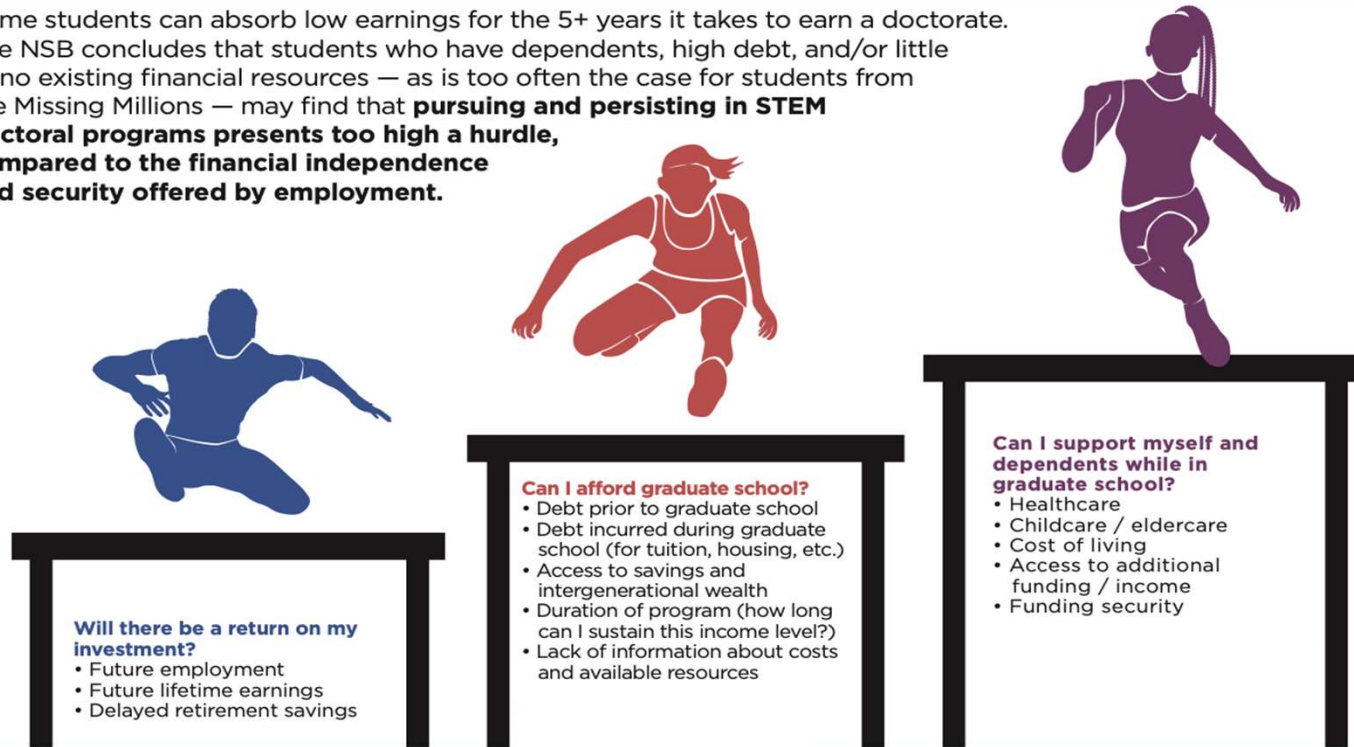 me students can absorb low earnings for the 5+ years it takes to earn a doctorate.
e NSB concludes that students who have dependents, high debt, and/or little
no existing financial resources — as is too often the case for students from
e Missing Millions — may find that pursuing and persisting in STEM
ctoral programs presents too high a hurdle,
mpared to the financial independence
d security offered by employment.
Will there be a return on my
investment?
• Future employment
• Future lifetime earnings
• Delayed retirement savings
Can I afford graduate school?
• Debt prior to graduate school
• Debt incurred during graduate
school (for tuition, housing, etc.)
• Access to savings and
intergenerational wealth
• Duration of program (how long
can I sustain this income level?)
• Lack of information about costs
and available resources
Can I support myself and
dependents while in
graduate school?
• Healthcare
• Childcare / eldercare
• Cost of living
• Access to additional
funding / income
• Funding security